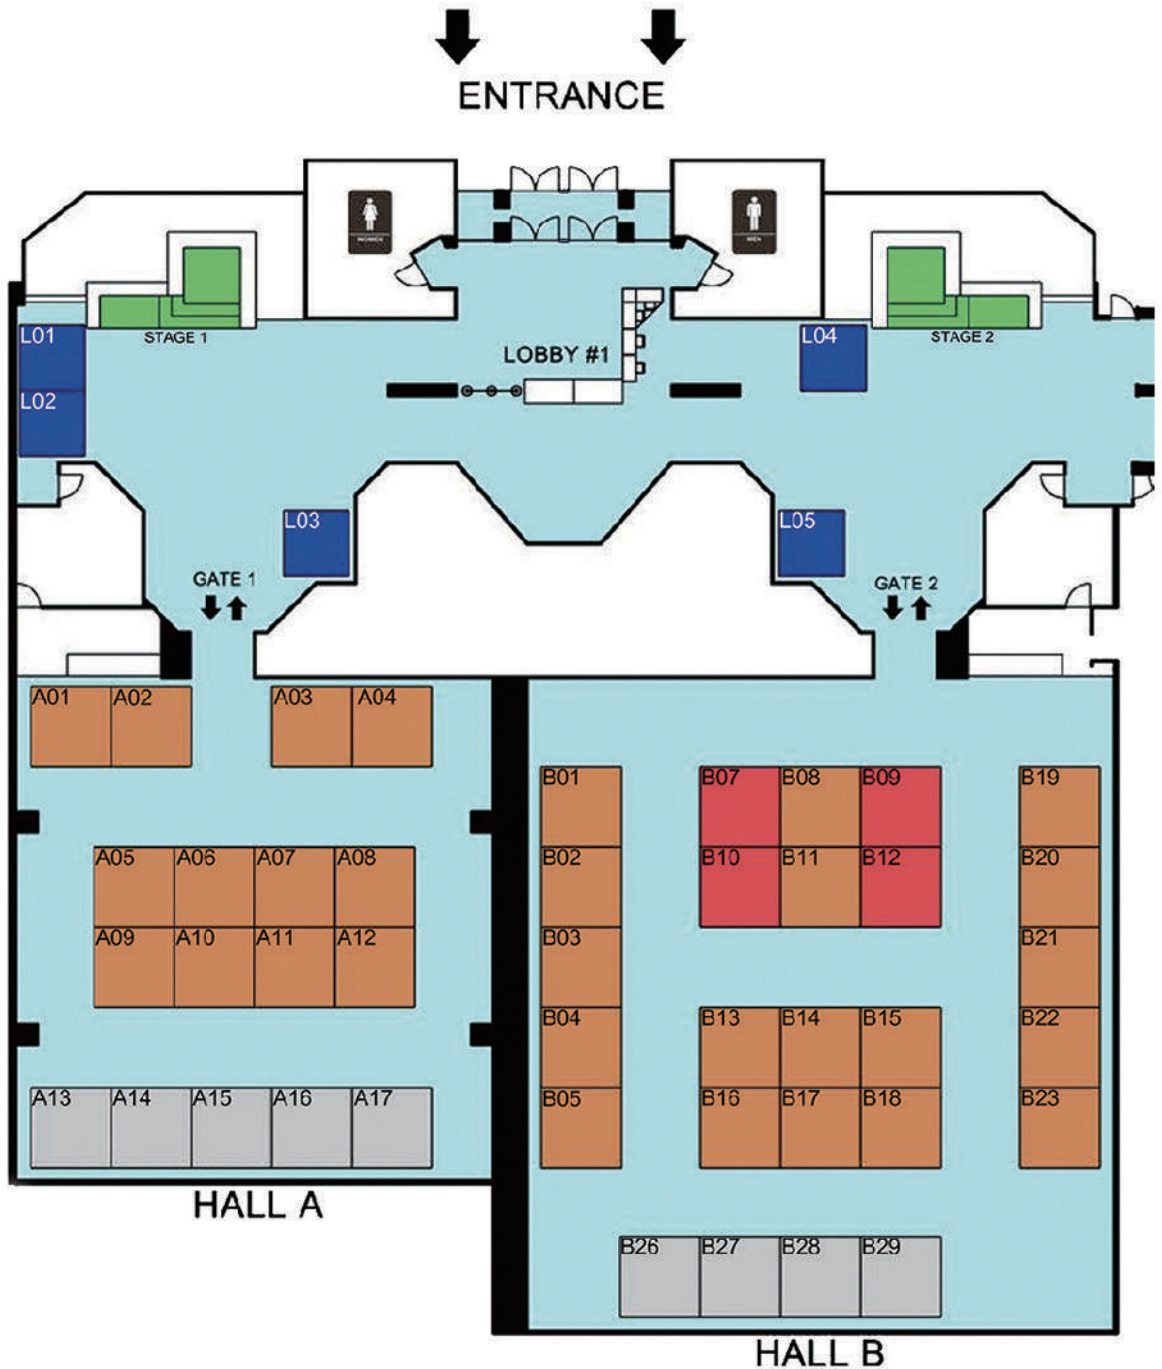 ENTRANCE
WOMEN
MEN
STAGE 1
STAGE 2
L01
L04
LOBBY #1
L02
L03
L05
GATE 1
GATE 2
A01 A02 A03 A04
B01 B07 B08 B09 B19
A05 A06 A07 A08
B02 B10 B11 B12 B20
A09 A10 A11 A12
B03 B21
B04 B13 B14 B15 B22
A13 A14 A15 A16 A17
B05 B16 B17 B18 B23
HALL A
B26 B27 B28 B29
HALL B